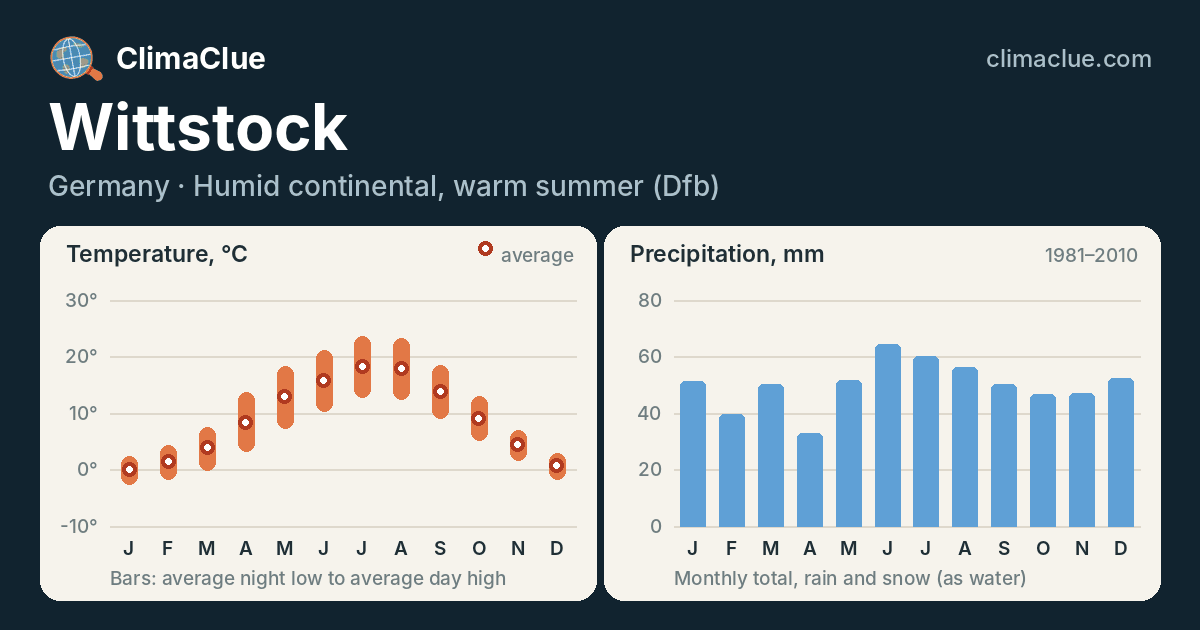 ClimaClue
climaclue.com
Wittstock
Germany · Humid continental, warm summer (Dfb)
Temperature, °C
average
30°
20°
10°
0°
-10°
J F M A M J J A S O N D
Bars: average night low to average day high
Precipitation, mm
1981–2010
80
60
40
20
0
J F M A M J J A S O N D
Monthly total, rain and snow (as water)